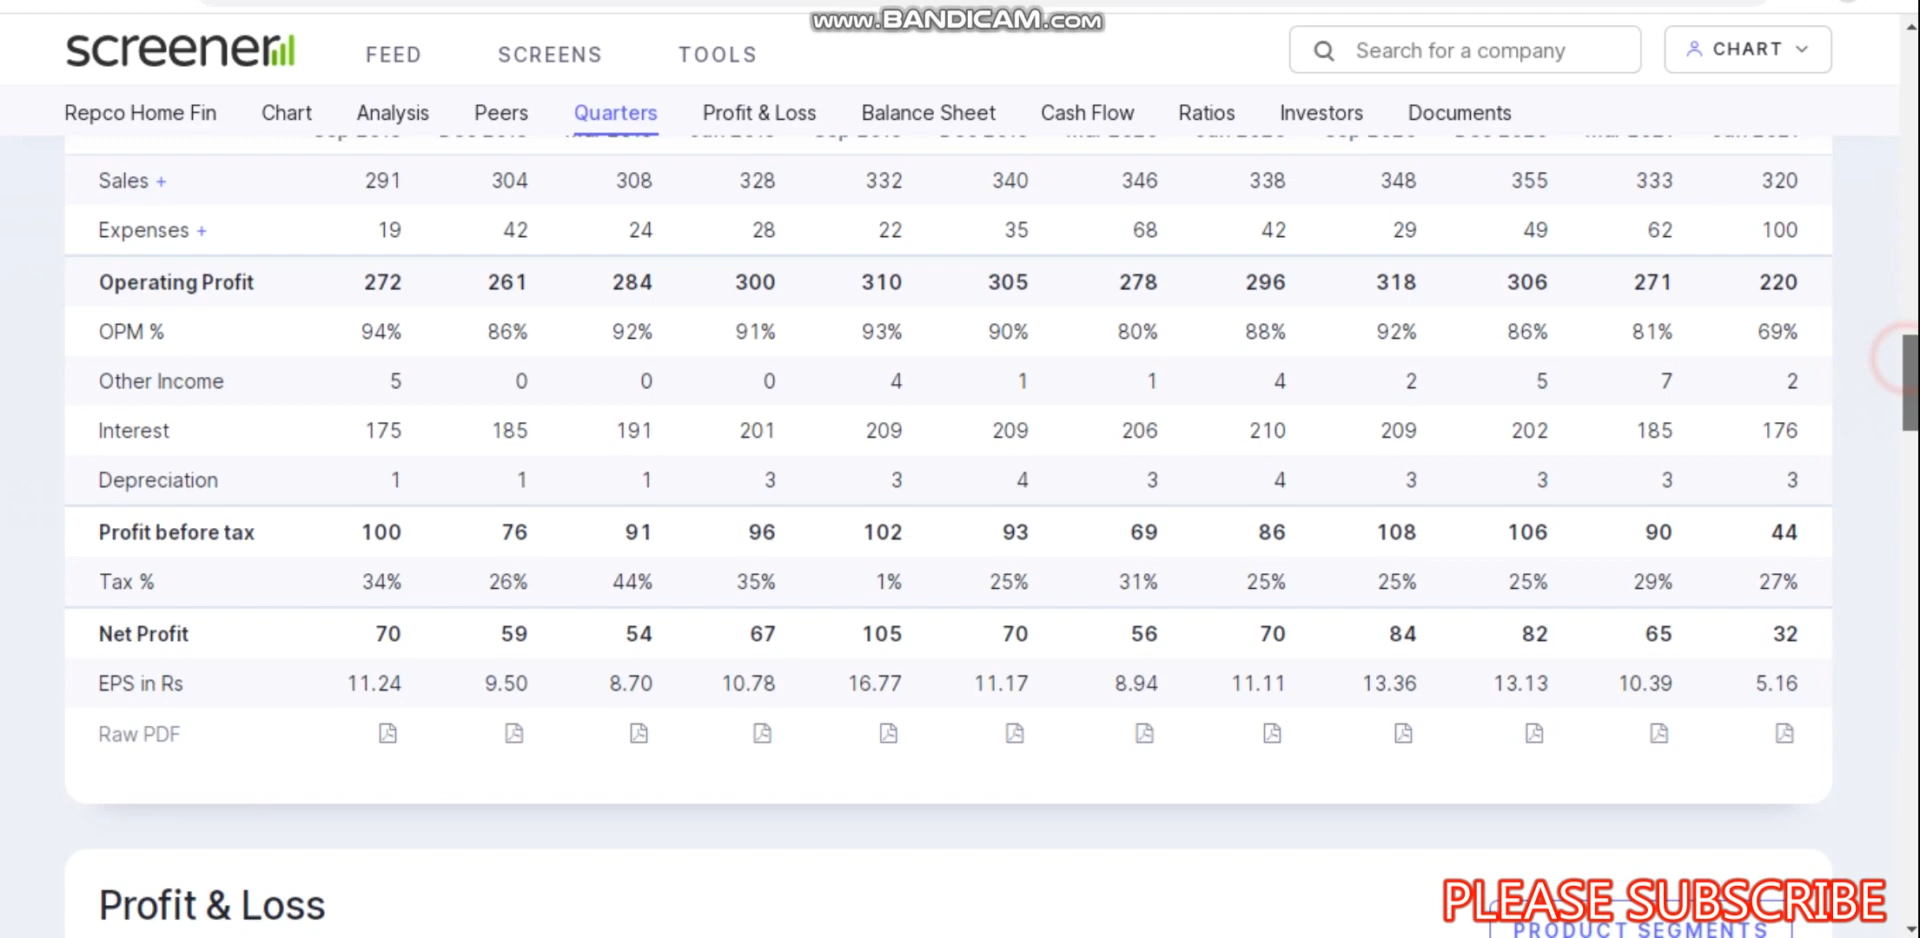 www.BANDICAM.com
screener
FEED SCREENS TOOLS
Search for a company
CHART
Repco Home Fin Chart Analysis Peers Quarters Profit & Loss Balance Sheet Cash Flow Ratios Investors Documents
Sales + 291 304 308 328 332 340 346 338 348 355 333 320
Expenses + 19 42 24 28 22 35 68 42 29 49 62 100
Operating Profit 272 261 284 300 310 305 278 296 318 306 271 220
OPM % 94% 86% 92% 91% 93% 90% 80% 88% 92% 86% 81% 69%
Other Income 5 0 0 0 4 1 1 4 2 5 7 2
Interest 175 185 191 201 209 209 206 210 209 202 185 176
Depreciation 1 1 1 3 3 4 3 4 3 3 3 3
Profit before tax 100 76 91 96 102 93 69 86 108 106 90 44
Tax % 34% 26% 44% 35% 1% 25% 31% 25% 25% 25% 29% 27%
Net Profit 70 59 54 67 105 70 56 70 84 82 65 32
EPS in Rs 11.24 9.50 8.70 10.78 16.77 11.17 8.94 11.11 13.36 13.13 10.39 5.16
Raw PDF
Profit & Loss
PLEASE SUBSCRIBE
PRODUCT SEGMENTS